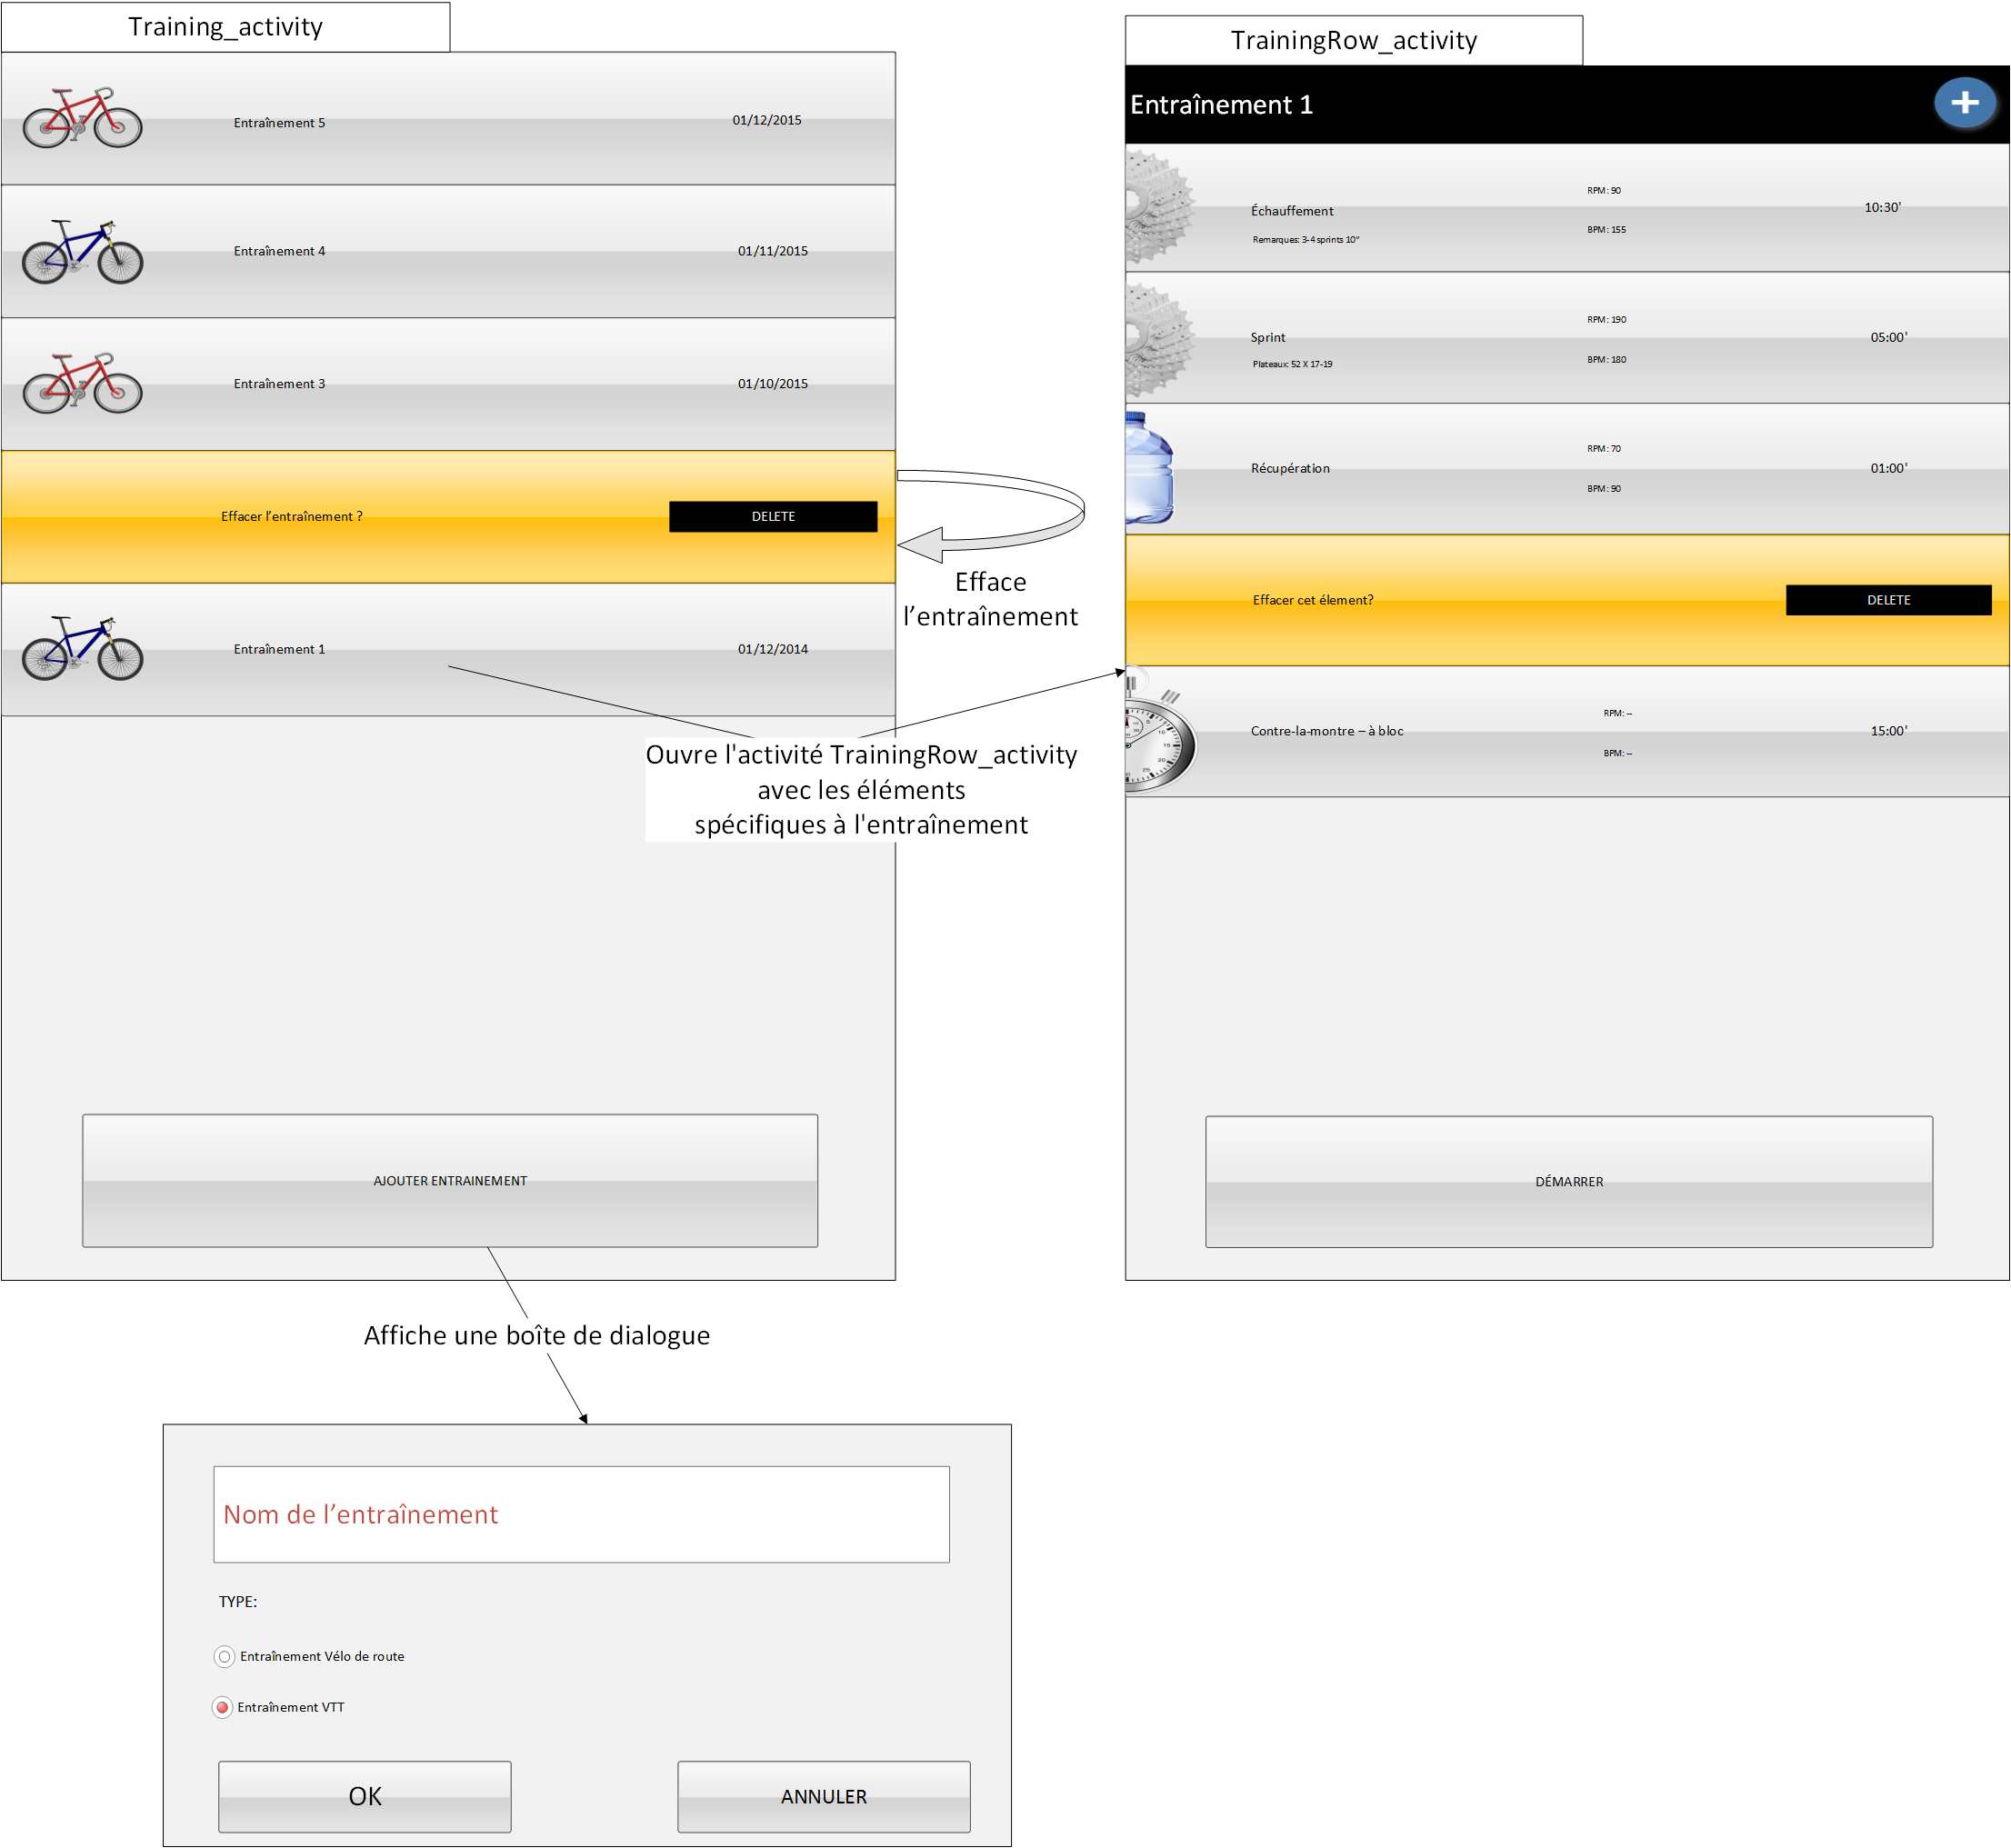 Training_activity
Entraînement 5
01/12/2015
Entraînement 4
01/11/2015
Entraînement 3
01/10/2015
Effacer l’entraînement ?
DELETE
Entraînement 1
01/12/2014
AJOUTER ENTRAINEMENT
Efface
l’entraînement
Ouvre l'activité TrainingRow_activity
avec les éléments
spécifiques à l'entraînement
TrainingRow_activity
Entraînement 1
+
Échauffement
Remarques: 3-4 sprints 10’’
RPM : 90
BPM : 155
10:30'
Sprint
Plateaux: 52 X 17-19
RPM : 190
BPM : 180
05:00'
Récupération
RPM : 70
BPM : 90
01:00'
Effacer cet élement?
DELETE
Contre-la-montre – à bloc
RPM: --
BPM: --
15:00'
DÉMARRER
Affiche une boîte de dialogue
Nom de l’entraînement
TYPE:
Entraînement Vélo de route
Entraînement VTT
OK
ANNULER